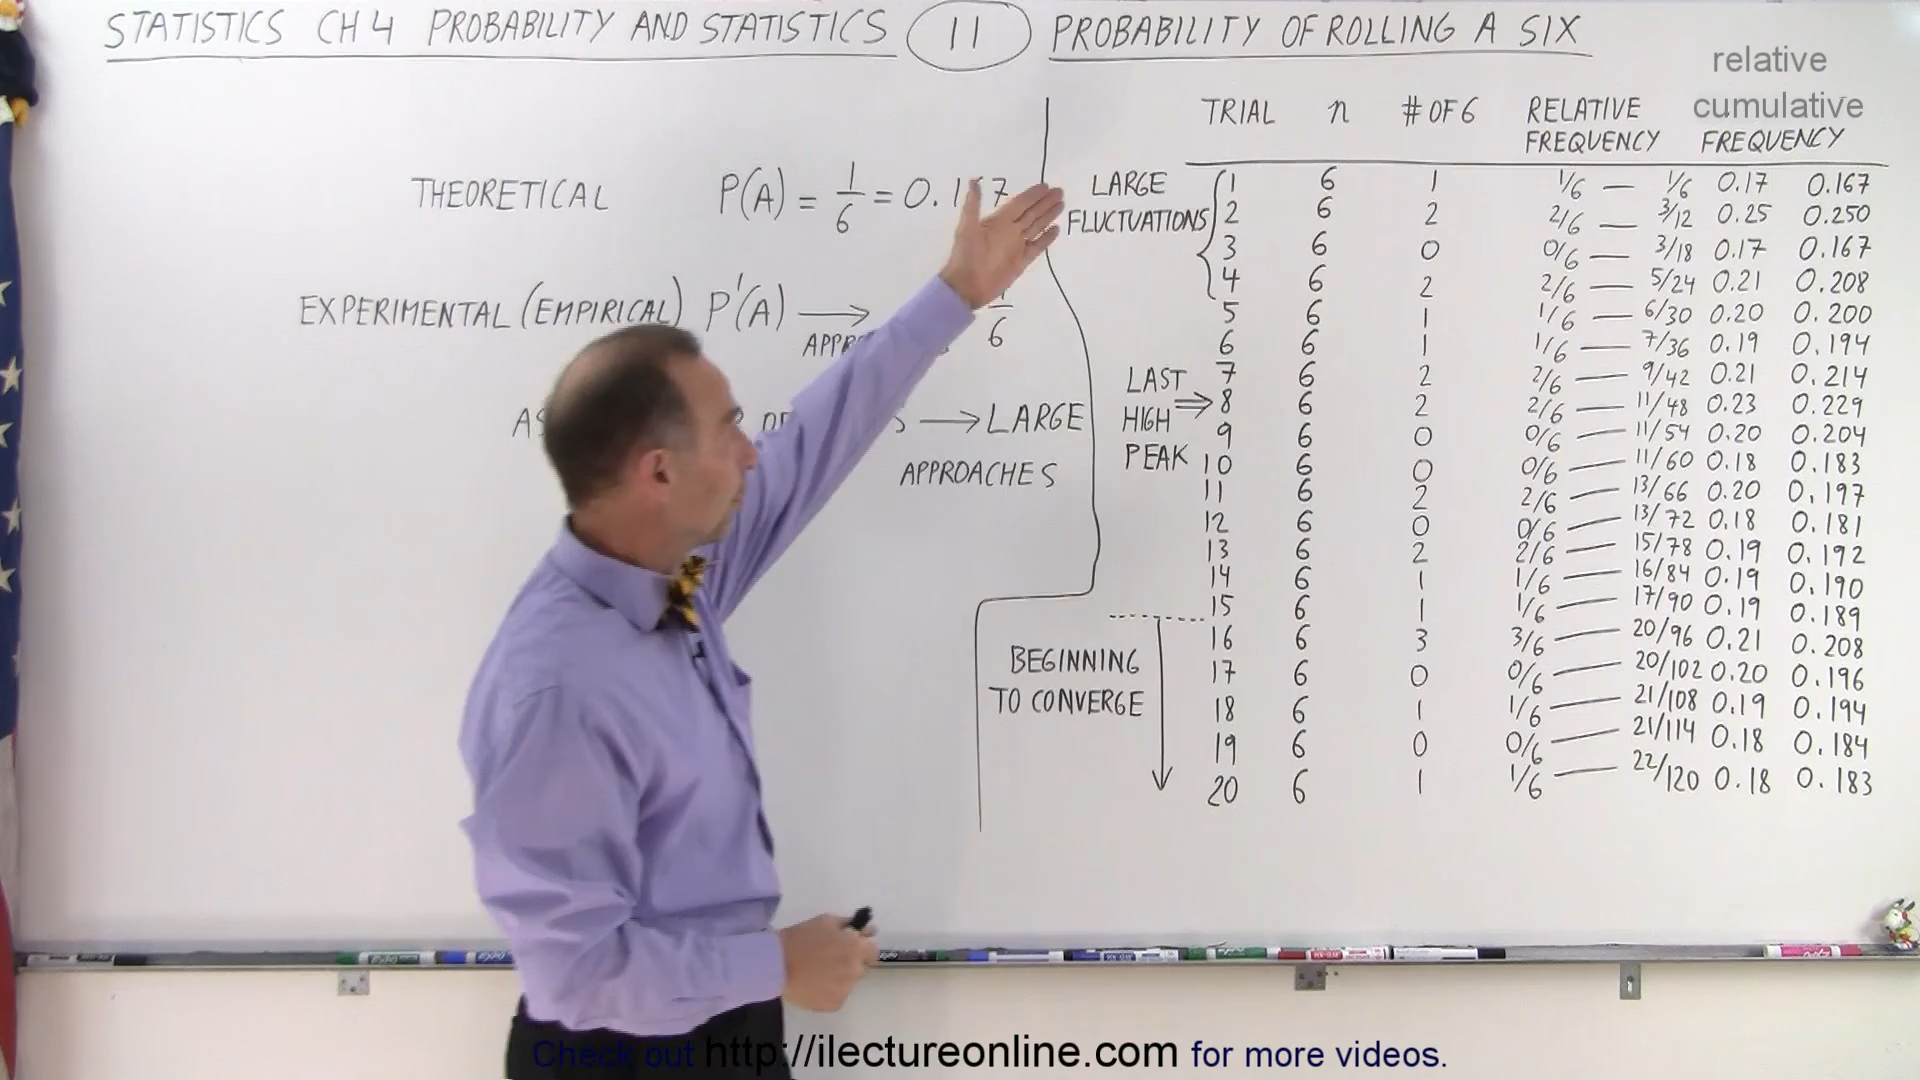 STATISTICS CH 4 PROBABILITY AND STATISTICS 11 PROBABILITY OF ROLLING A SIX
relative
cumulative
THEORETICAL P(A) = 1/6 = 0.167
EXPERIMENTAL (EMPIRICAL) P'(A) →
6
→ LARGE
APPROACHES
LARGE
FLUCTUATIONS
LAST
HIGH
PEAK
BEGINNING
TO CONVERGE
TRIAL n # OF 6 RELATIVE FREQUENCY FREQUENCY
1 6 1 1/6 — 1/6 0.17 0.167
2 6 2 2/6 — 3/12 0.25 0.250
3 6 0 0/6 — 3/18 0.17 0.167
4 6 2 2/6 — 5/24 0.21 0.208
5 6 1 1/6 — 6/30 0.20 0.200
6 6 1 1/6 — 7/36 0.19 0.194
7 6 2 2/6 — 9/42 0.21 0.214
8 6 2 2/6 — 11/48 0.23 0.229
9 6 0 0/6 — 11/54 0.20 0.204
10 6 0 0/6 — 11/60 0.18 0.183
11 6 2 2/6 — 13/66 0.20 0.197
12 6 0 0/6 — 13/72 0.18 0.181
13 6 2 2/6 — 15/78 0.19 0.192
14 6 1 1/6 — 16/84 0.19 0.190
15 6 1 1/6 — 17/90 0.19 0.189
16 6 3 3/6 — 20/96 0.21 0.208
17 6 0 0/6 — 20/102 0.20 0.196
18 6 1 1/6 — 21/108 0.19 0.194
19 6 0 0/6 — 21/114 0.18 0.184
20 6 1 1/6 — 22/120 0.18 0.183
Check out http://ilectureonline.com for more videos.